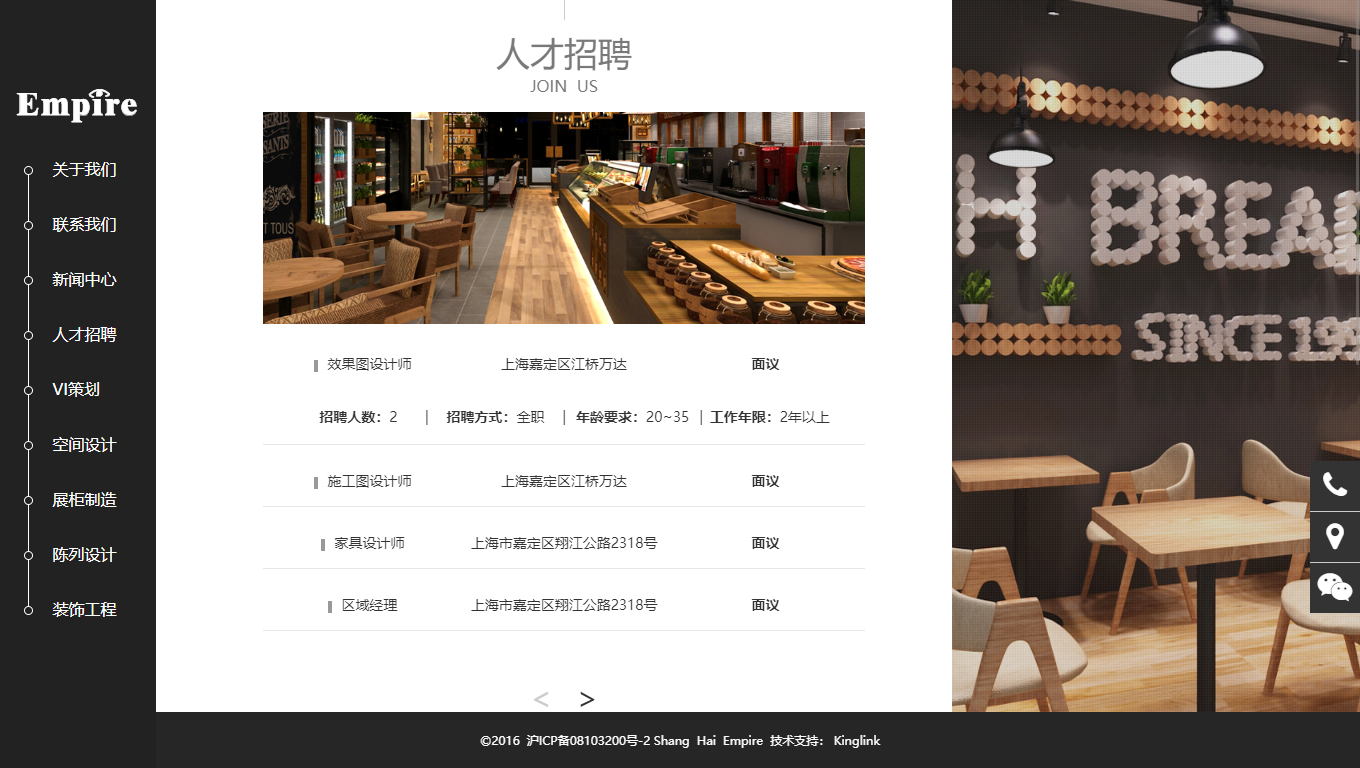 Empire
关于我们
联系我们
新闻中心
人才招聘
VI策划
空间设计
展柜制造
陈列设计
装饰工程
人才招聘
JOIN US
效果图设计师 上海嘉定区江桥万达 面议
招聘人数：2 | 招聘方式：全职 | 年龄要求：20~35 | 工作年限：2年以上
施工图设计师 上海嘉定区江桥万达 面议
家具设计师 上海市嘉定区翔江公路2318号 面议
区域经理 上海市嘉定区翔江公路2318号 面议
< >
H BREA
SINCE 19
©2016 沪ICP备08103200号-2 Shang Hai Empire 技术支持： Kinglink